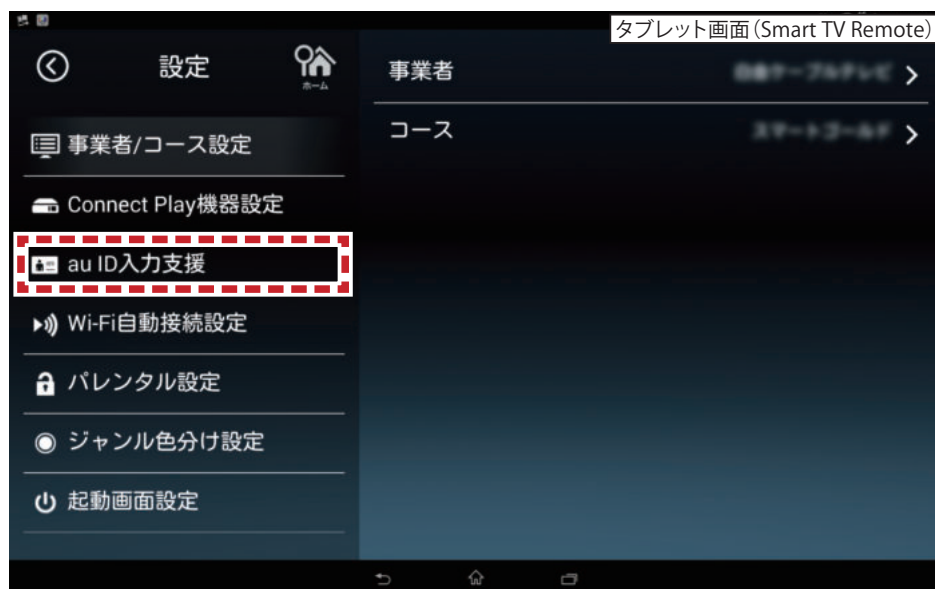 タブレット画面（Smart TV Remote）
設定
ホーム
事業者
事業者/コース設定
コース
Connect Play機器設定
au ID入力支援
Wi-Fi自動接続設定
パレンタル設定
ジャンル色分け設定
起動画面設定